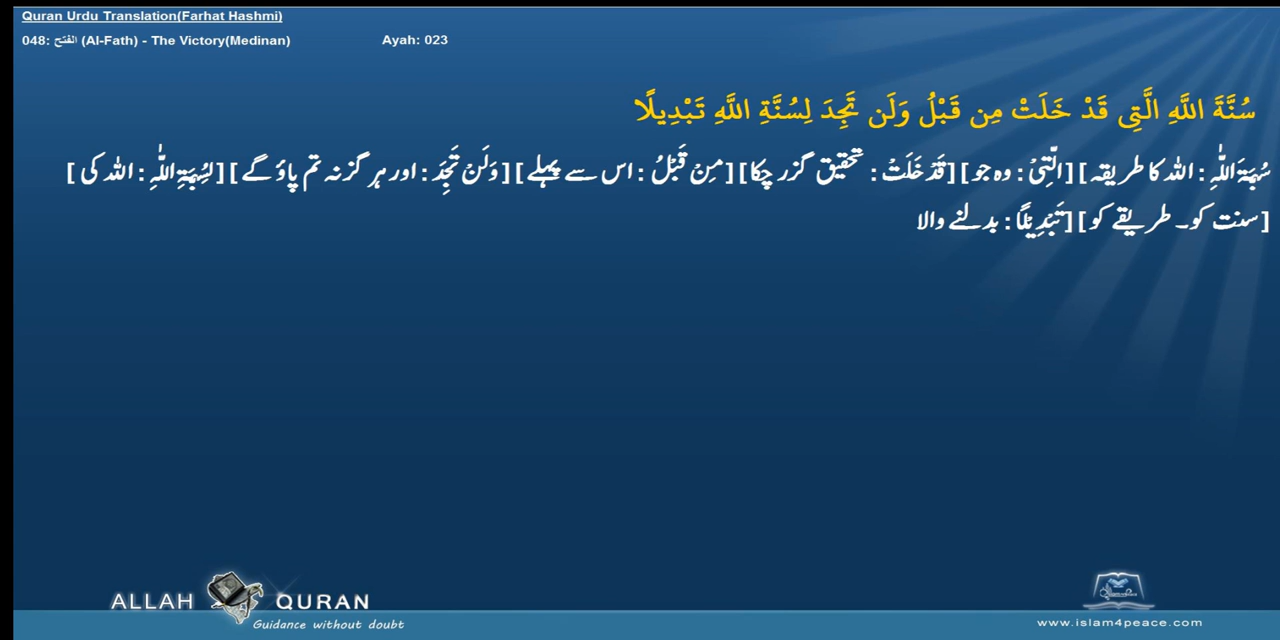 Quran Urdu Translation(Farhat Hashmi)
048: الفتح (Al-Fath) - The Victory(Medinan) Ayah: 023
سُنَّةَ اللَّهِ الَّتِي قَدْ خَلَتْ مِن قَبْلُ وَلَن تَجِدَ لِسُنَّةِ اللَّهِ تَبْدِيلًا
سُنَّةَ اللّٰهِ : اللہ کا طریقہ] [الَّتِیْ : وہ جو] [قَدْ خَلَتْ : تحقیق گزر چکا] [مِنْ قَبْلُ : اس سے پہلے] [وَلَنْ تَجِدَ : اور ہر گز نہ تم پاؤ گے] [لِسُنَّةِ اللّٰهِ : اللہ کی ]
[سنت کو۔ طریقے کو] [تَبْدِیْلًا : بدلنے والا
ALLAH QURAN
Guidance without doubt
www.islam4peace.com